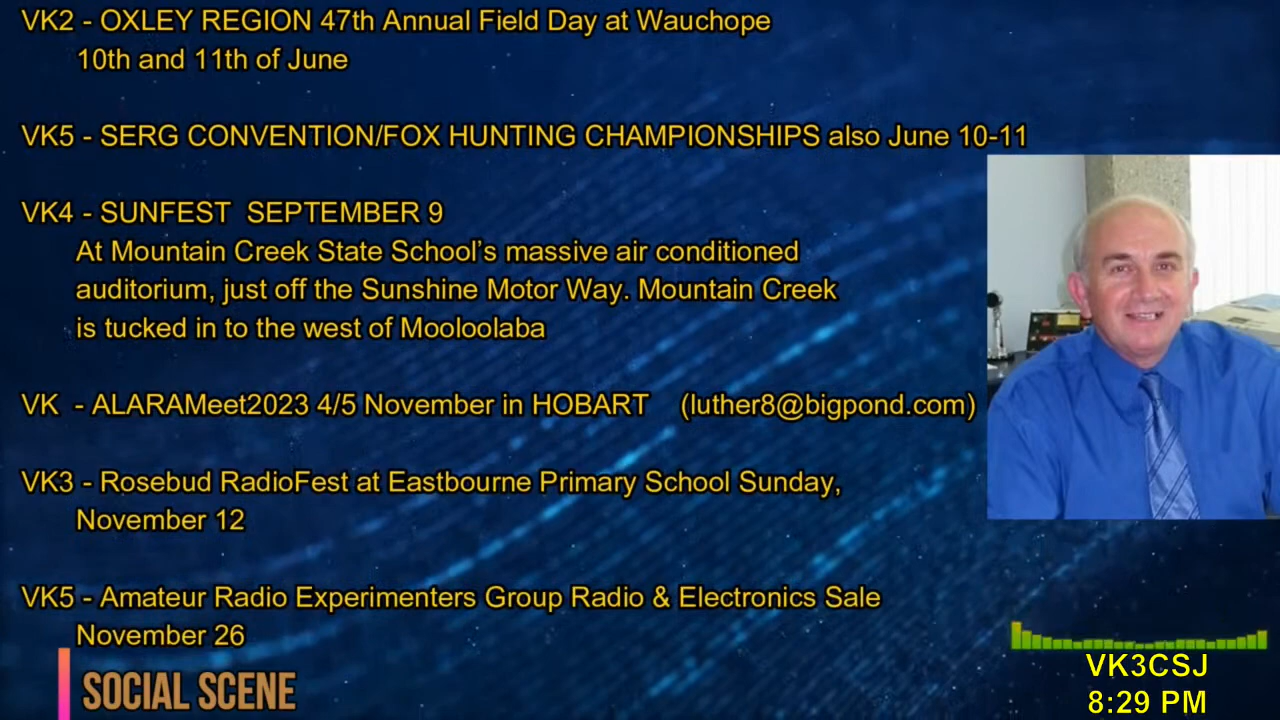 VK2 - OXLEY REGION 47th Annual Field Day at Wauchope
10th and 11th of June
VK5 - SERG CONVENTION/FOX HUNTING CHAMPIONSHIPS also June 10-11
VK4 - SUNFEST  SEPTEMBER 9
At Mountain Creek State School’s massive air conditioned
auditorium, just off the Sunshine Motor Way. Mountain Creek
is tucked in to the west of Mooloolaba
VK  - ALARAMeet2023 4/5 November in HOBART    (luther8@bigpond.com)
VK3 - Rosebud RadioFest at Eastbourne Primary School Sunday,
November 12
VK5 - Amateur Radio Experimenters Group Radio & Electronics Sale
November 26
SOCIAL SCENE
VK3CSJ
8:29 PM